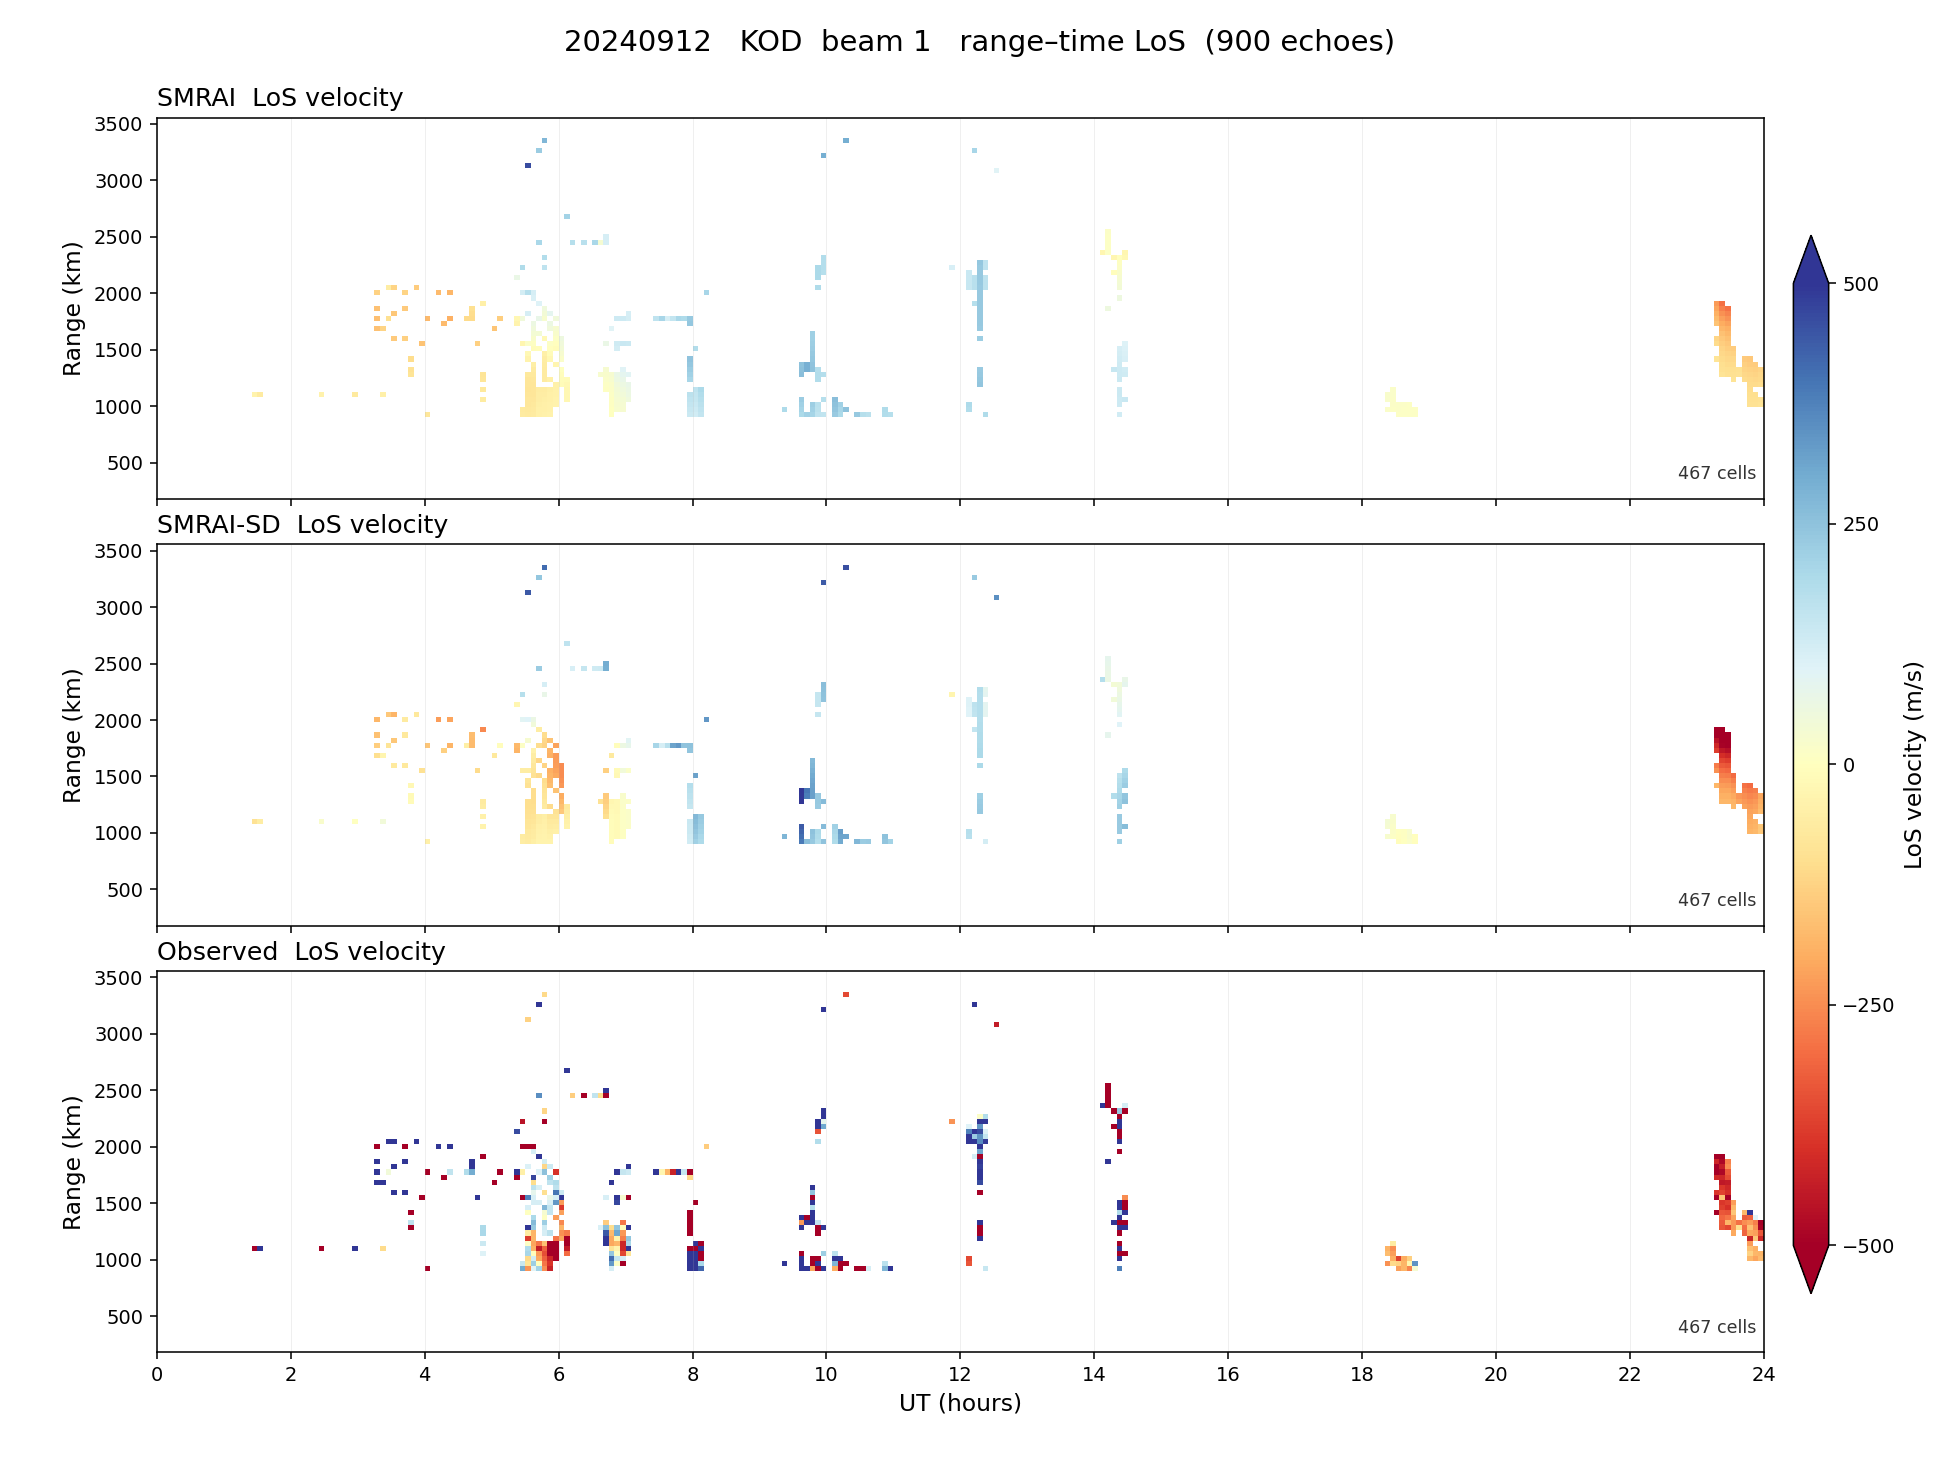 20240912   KOD  beam 1   range–time LoS  (900 echoes)
SMRAI  LoS velocity
3500
3000
2500
2000
1500
1000
500
Range (km)
467 cells
SMRAI-SD  LoS velocity
3500
3000
2500
2000
1500
1000
500
Range (km)
467 cells
Observed  LoS velocity
3500
3000
2500
2000
1500
1000
500
Range (km)
467 cells
0 2 4 6 8 10 12 14 16 18 20 22 24
UT (hours)
500
250
0
−250
−500
LoS velocity (m/s)